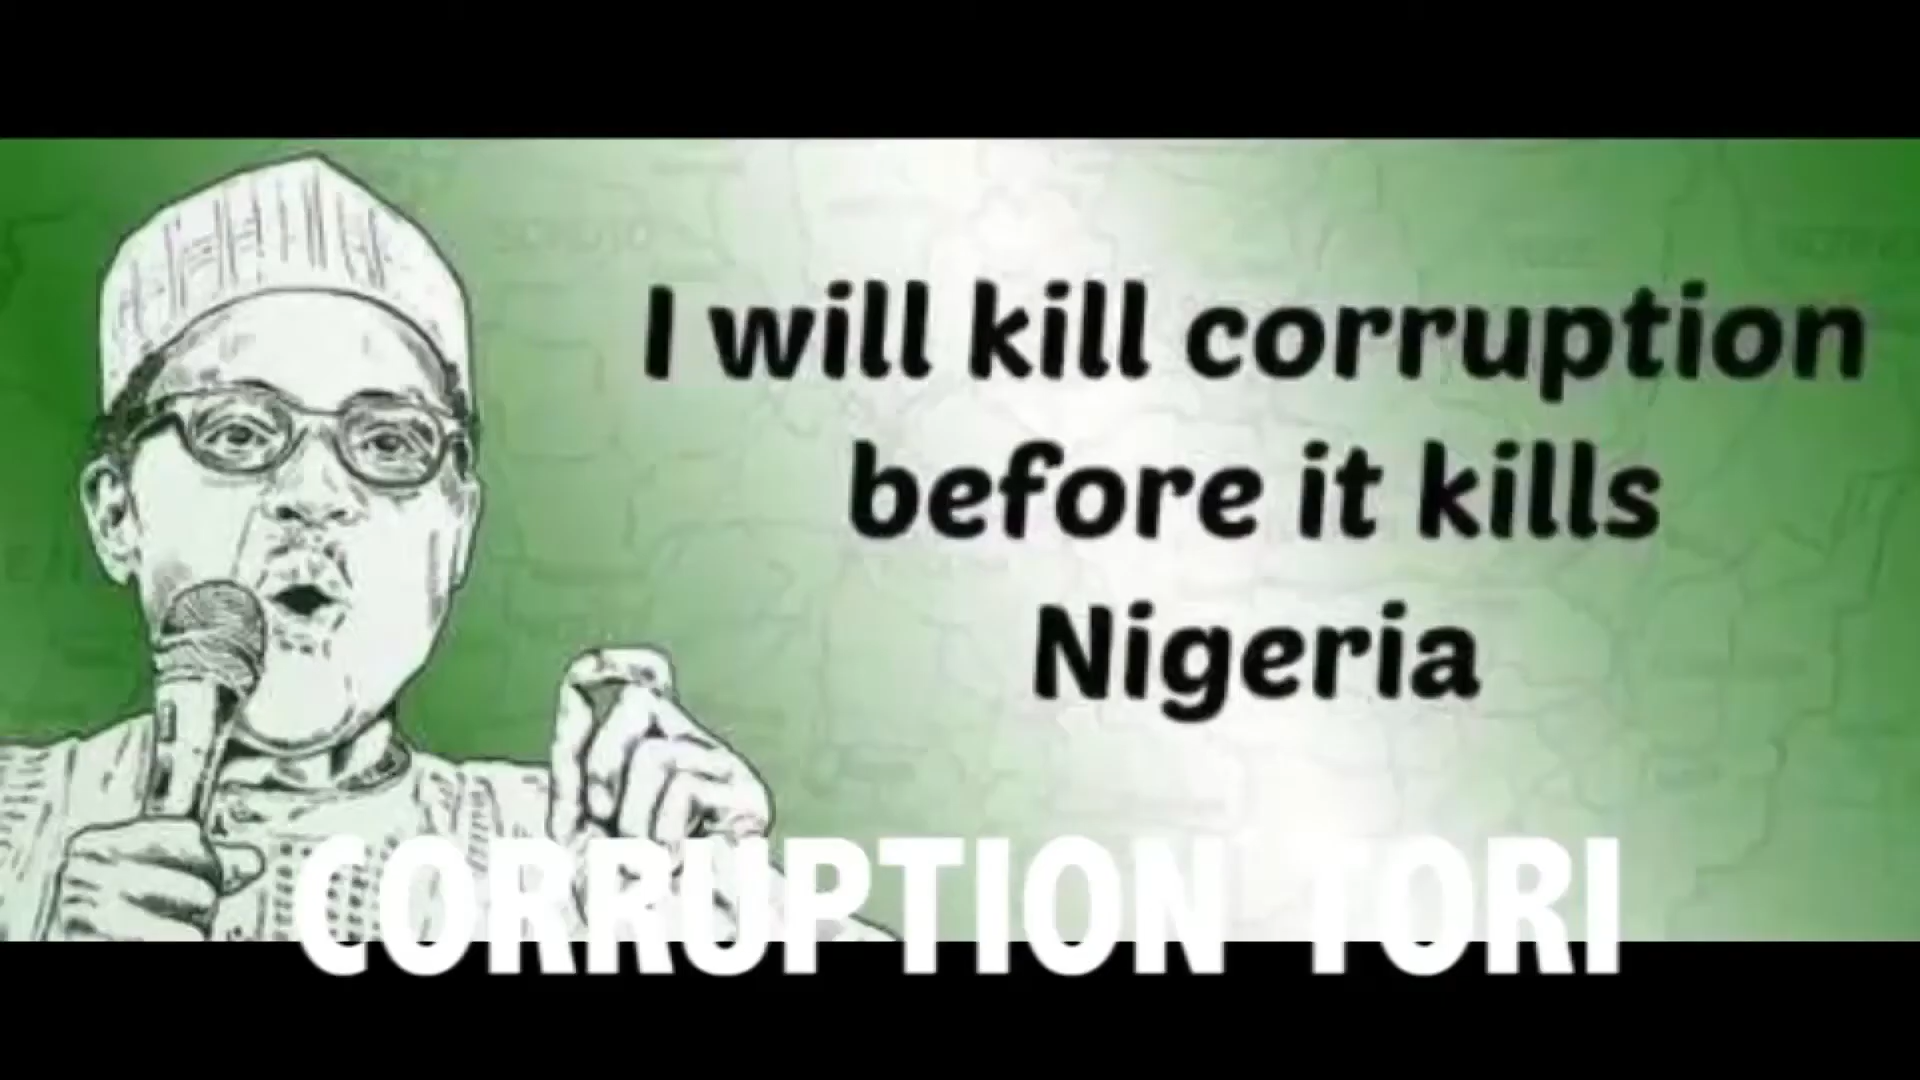 I will kill corruption
before it kills
Nigeria
CORRUPTION TORI